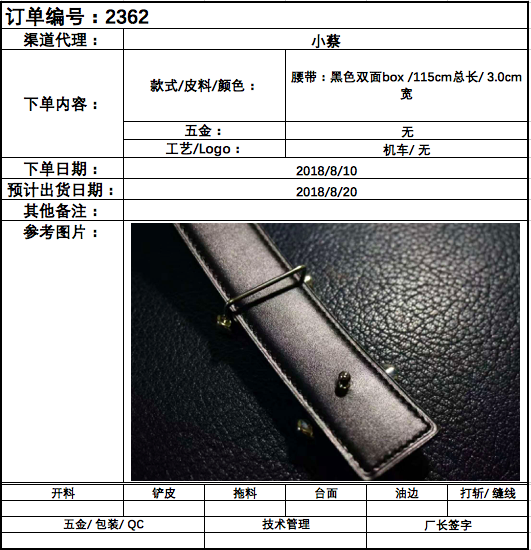 订单编号：2362
渠道代理：
小蔡
下单内容：
款式/皮料/颜色：
腰带：黑色双面box /115cm总长/ 3.0cm
宽
五金：
无
工艺/Logo：
机车/ 无
下单日期：
2018/8/10
预计出货日期：
2018/8/20
其他备注：
参考图片：
开料
铲皮
拖料
台面
油边
打斩/ 缝线
五金/ 包装/ QC
技术管理
厂长签字